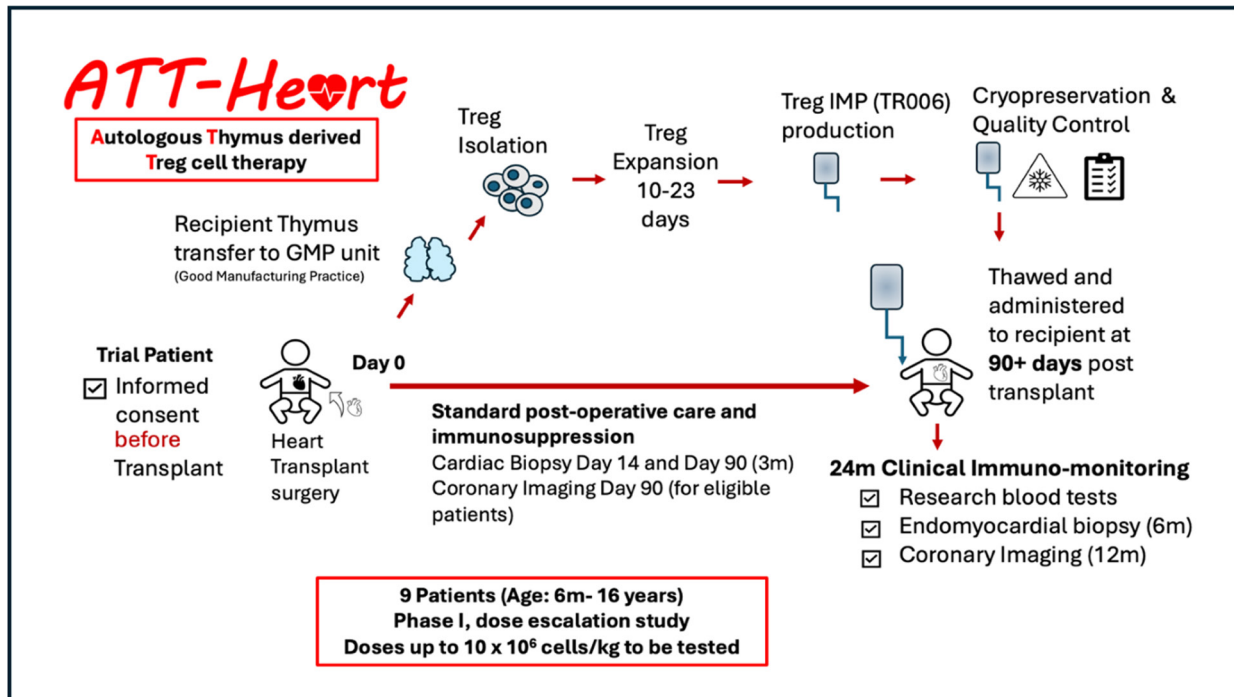 ATT-Heart
Autologous Thymus derived
Treg cell therapy
Recipient Thymus
transfer to GMP unit
(Good Manufacturing Practice)
Treg
Isolation
Treg
Expansion
10-23
days
Treg IMP (TR006)
production
Cryopreservation &
Quality Control
Trial Patient
Informed
consent
before
Transplant
Heart
Transplant
surgery
Day 0
Standard post-operative care and
immunosuppression
Cardiac Biopsy Day 14 and Day 90 (3m)
Coronary Imaging Day 90 (for eligible
patients)
Thawed and
administered
to recipient at
90+ days post
transplant
24m Clinical Immuno-monitoring
Research blood tests
Endomyocardial biopsy (6m)
Coronary Imaging (12m)
9 Patients (Age: 6m- 16 years)
Phase I, dose escalation study
Doses up to 10 x 10⁶ cells/kg to be tested